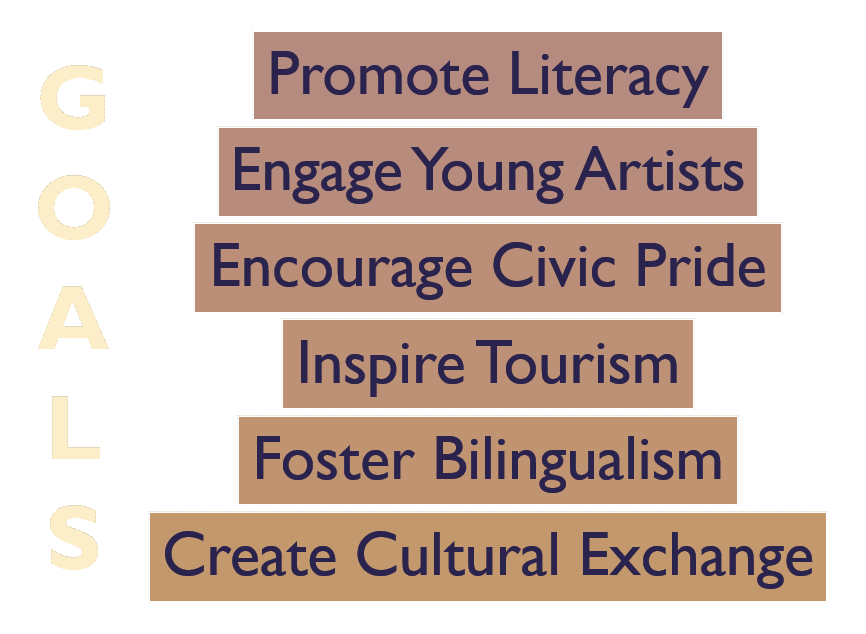 GOALS
Promote Literacy
Engage Young Artists
Encourage Civic Pride
Inspire Tourism
Foster Bilingualism
Create Cultural Exchange